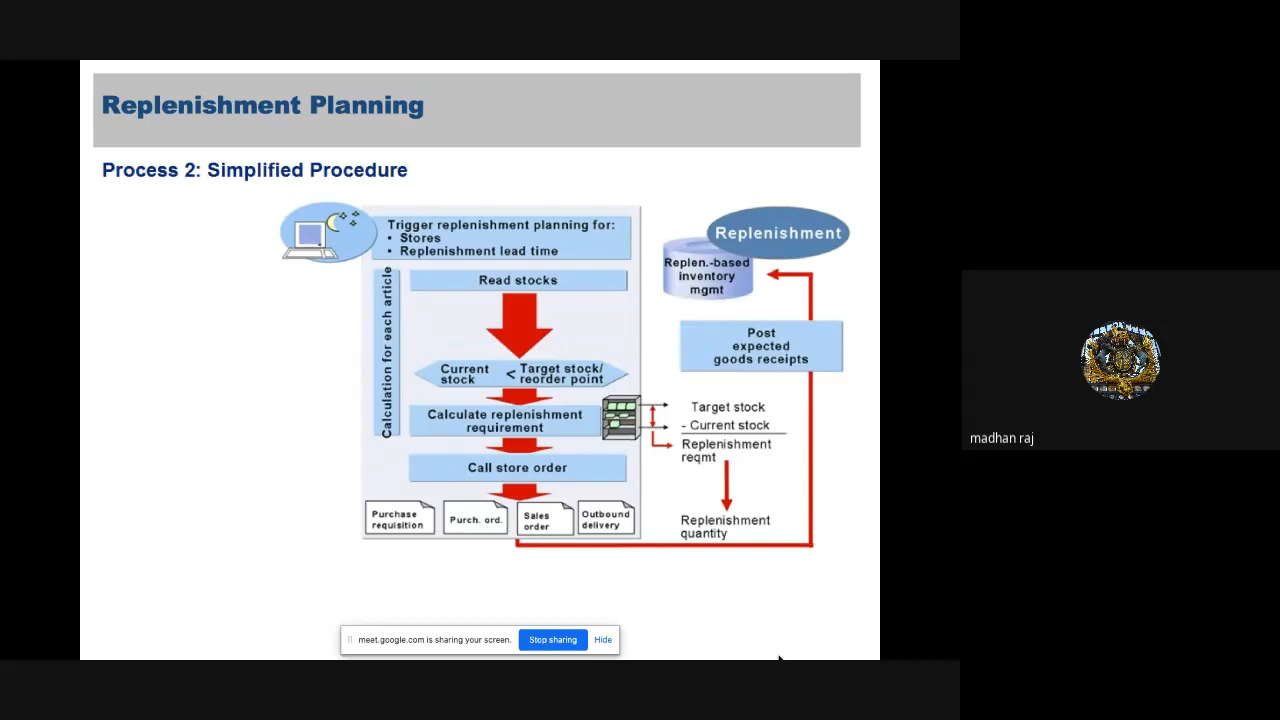 Replenishment Planning
Process 2: Simplified Procedure
Trigger replenishment planning for:
• Stores
• Replenishment lead time
Calculation for each article
Read stocks
Current
stock
<
Target stock/
reorder point
Calculate replenishment
requirement
Call store order
Purchase
requisition
Purch. ord.
Sales
order
Outbound
delivery
Replenishment
Replen.-based
inventory
mgmt
Post
expected
goods receipts
Target stock
- Current stock
Replenishment
reqmt
Replenishment
quantity
meet.google.com is sharing your screen.
Stop sharing
Hide
madhan raj